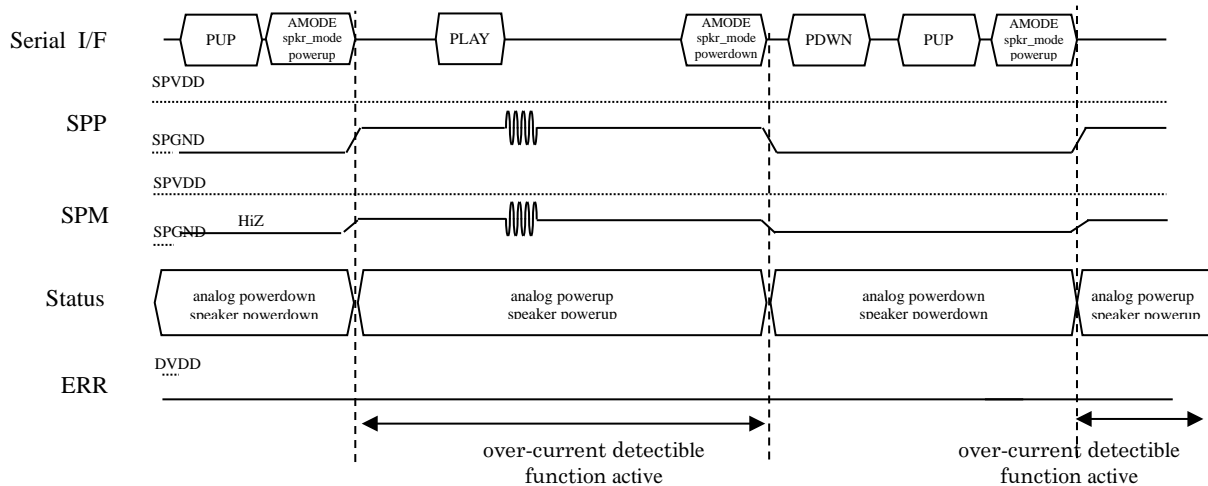 Serial I/F
PUP
AMODE
spkr_mode
powerup
PLAY
AMODE
spkr_mode
powerdown
PDWN
PUP
AMODE
spkr_mode
powerup
SPVDD
SPP
SPGND
SPVDD
SPM
HiZ
SPGND
Status
analog powerdown
speaker powerdown
analog powerup
speaker powerup
analog powerdown
speaker powerdown
analog powerup
speaker powerup
DVDD
ERR
over-current detectible
function active
over-current detectible
function active